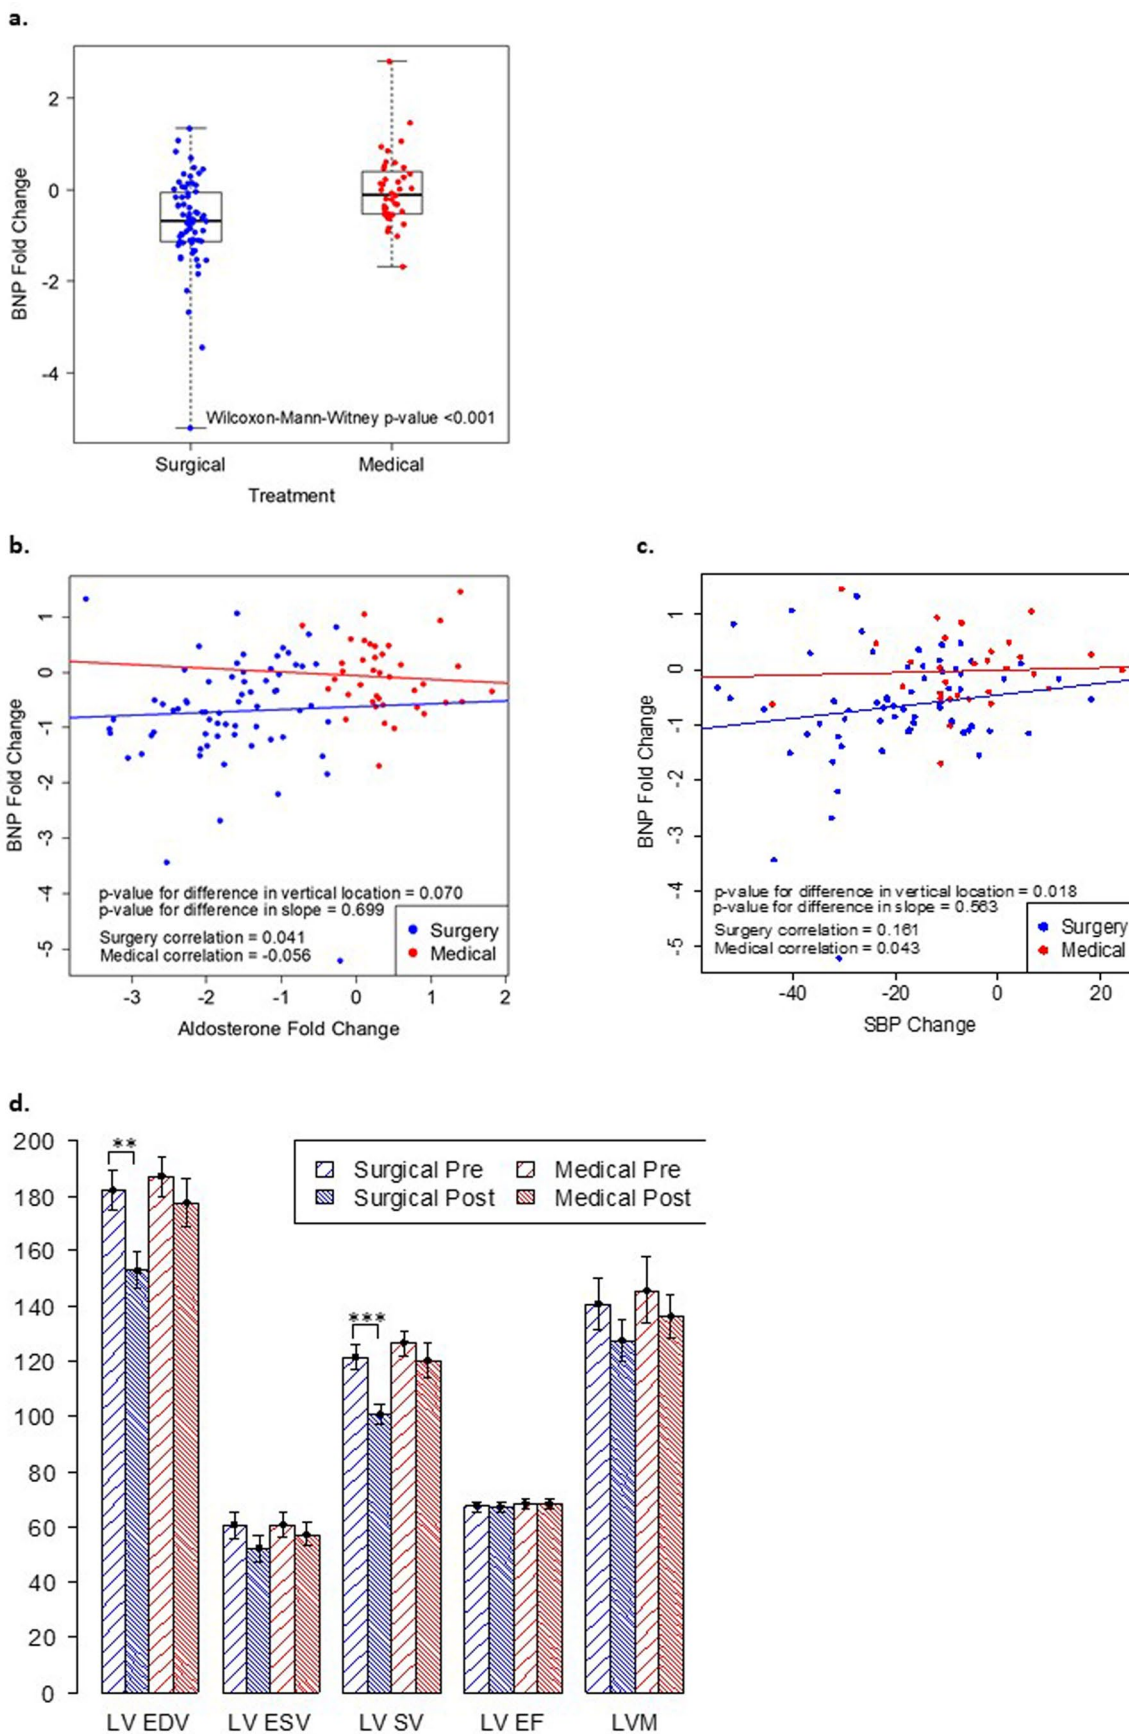 a.
2
0
-2
-4
BNP Fold Change
Wilcoxon-Mann-Witney p-value <0.001
Surgical Medical
Treatment
b.
1
0
-1
-2
-3
-4
-5
BNP Fold Change
p-value for difference in vertical location = 0.070
p-value for difference in slope = 0.699
Surgery correlation = 0.041
Medical correlation = -0.056
Surgery
Medical
-3 -2 -1 0 1 2
Aldosterone Fold Change
c.
1
0
-1
-2
-3
-4
-5
BNP Fold Change
p-value for difference in vertical location = 0.018
p-value for difference in slope = 0.563
Surgery correlation = 0.161
Medical correlation = 0.043
Surgery
Medical
-40 -20 0 20
SBP Change
d.
200
180
160
140
120
100
80
60
40
20
0
**
***
Surgical Pre Medical Pre
Surgical Post Medical Post
LV EDV LV ESV LV SV LV EF LVM